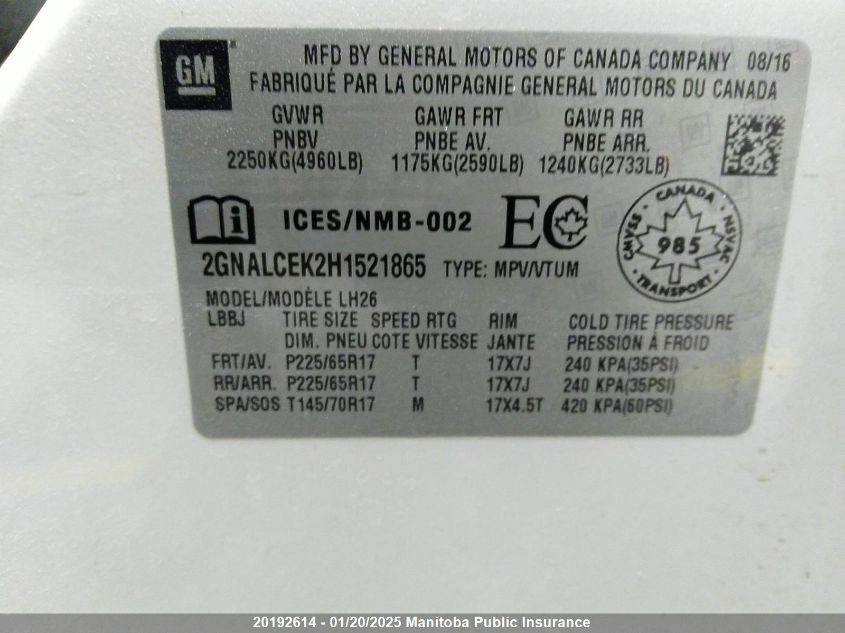 GM
MFD BY GENERAL MOTORS OF CANADA COMPANY 08/16
FABRIQUÉ PAR LA COMPAGNIE GENERAL MOTORS DU CANADA
GVWR GAWR FRT GAWR RR
PNBV PNBE AV. PNBE ARR.
2250KG(4960LB) 1175KG(2590LB) 1240KG(2733LB)
i ICES/NMB-002 EC
CANADA CMVSS NSVAC 985 TRANSPORT
2GNALCEK2H1521865 TYPE: MPV/VTUM
MODEL/MODÈLE LH26
LBBJ TIRE SIZE SPEED RTG RIM COLD TIRE PRESSURE
DIM. PNEU COTE VITESSE JANTE PRESSION À FROID
FRT/AV. P225/65R17 T 17X7J 240 KPA(35PSI)
RR/ARR. P225/65R17 T 17X7J 240 KPA(35PSI)
SPA/SOS T145/70R17 M 17X4.5T 420 KPA(60PSI)
20192614 - 01/20/2025 Manitoba Public Insurance